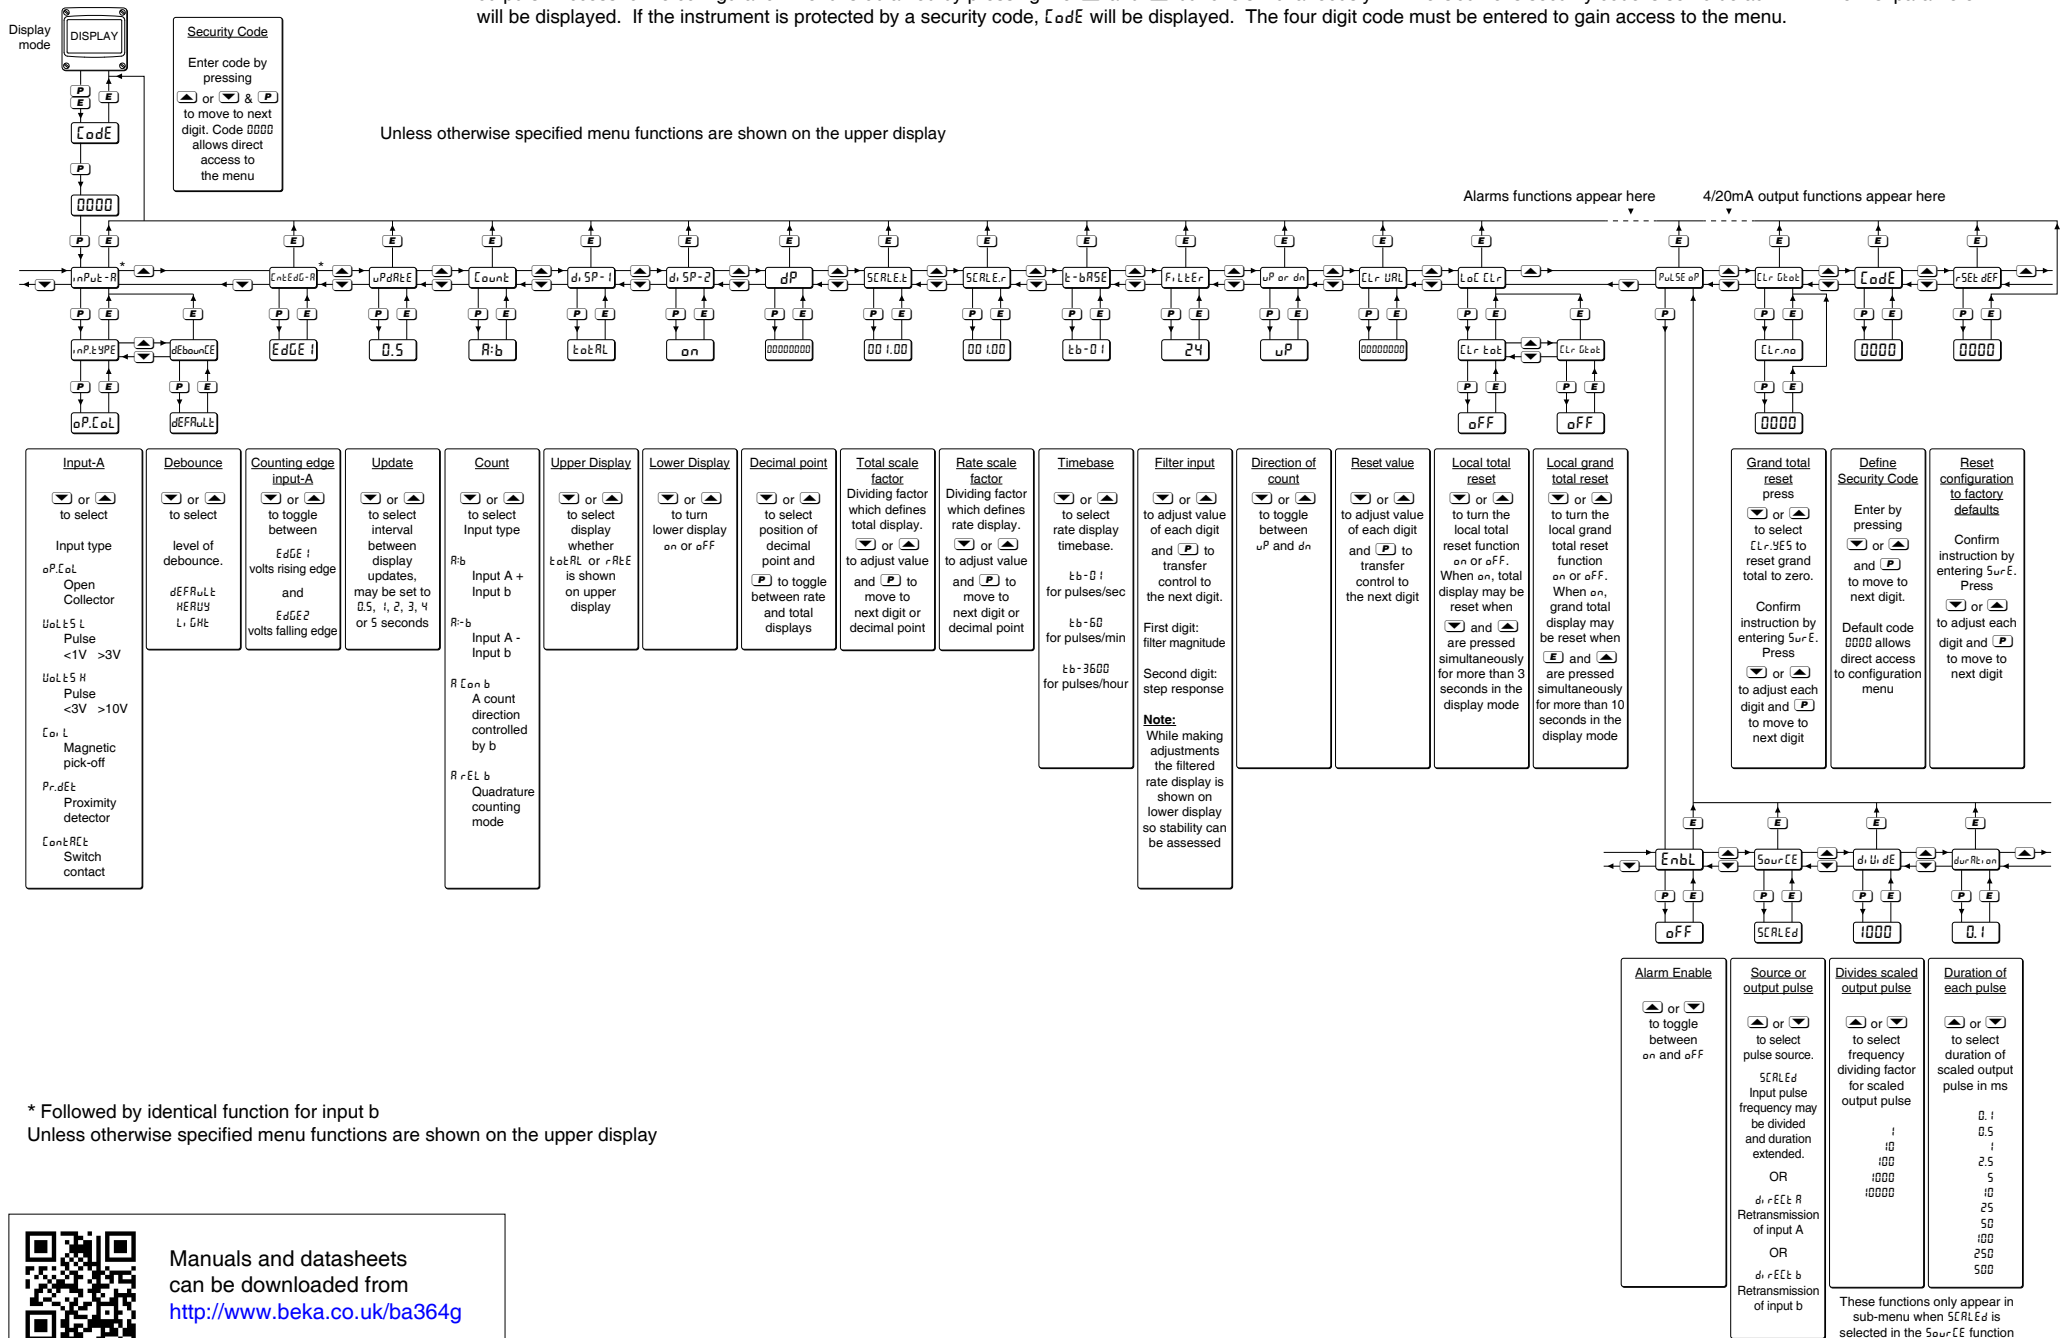 will be displayed. If the instrument is protected by a security code, CodE will be displayed. The four digit code must be entered to gain access to the menu.
Display
mode
DISPLAY
P
E
E
CodE
P
0000
Security Code
Enter code by
pressing
▲ or ▼ & P
to move to next
digit. Code 0000
allows direct
access to
the menu
Unless otherwise specified menu functions are shown on the upper display
Alarms functions appear here
4/20mA output functions appear here
P E E E E E E E E E E E E E E E E E E
inPut-A * CntEdG-A * uPdAtE Count diSP-1 diSP-2 dP SCALE.t SCALE.r t-bASE FiLtEr uP or dn CLr VAL LoC CLr PuLSE oP CLr Gtot CodE rSEt dEF
inP.tYPE dEbounCE EdGE 1 0.5 A:b totAL on 00000000 001.00 001.00 tb-01 24 uP 00000000 CLr tot CLr Gtot CLr.no 0000 0000
oP.CoL dEFAuLt oFF oFF 0000
Input-A
▼ or ▲
to select
Input type
oP.CoL
Open
Collector
VoLtS L
Pulse
<1V >3V
VoLtS H
Pulse
<3V >10V
CoiL
Magnetic
pick-off
Pr.dEt
Proximity
detector
ContACt
Switch
contact
Debounce
▼ or ▲
to select
level of
debounce.
dEFAuLt
HEAVY
LiGHt
Counting edge
input-A
▼ or ▲
to toggle
between
EdGE 1
volts rising edge
and
EdGE2
volts falling edge
Update
▼ or ▲
to select
interval
between
display
updates,
may be set to
0.5, 1, 2, 3, 4
or 5 seconds
Count
▼ or ▲
to select
Input type
A:b
Input A +
Input b
A:-b
Input A -
Input b
A Con b
A count
direction
controlled
by b
A rEL b
Quadrature
counting
mode
Upper Display
▼ or ▲
to select
display
whether
totAL or rAtE
is shown
on upper
display
Lower Display
▼ or ▲
to turn
lower display
on or oFF
Decimal point
▼ or ▲
to select
position of
decimal
point and
P to toggle
between rate
and total
displays
Total scale
factor
Dividing factor
which defines
total display.
▼ or ▲
to adjust value
and P to
move to
next digit or
decimal point
Rate scale
factor
Dividing factor
which defines
rate display.
▼ or ▲
to adjust value
and P to
move to
next digit or
decimal point
Timebase
▼ or ▲
to select
rate display
timebase.
tb-01
for pulses/sec
tb-60
for pulses/min
tb-3600
for pulses/hour
Filter input
▼ or ▲
to adjust value
of each digit
and P to
transfer
control to
the next digit.
First digit:
filter magnitude
Second digit:
step response
Note:
While making
adjustments
the filtered
rate display is
shown on
lower display
so stability can
be assessed
Direction of
count
▼ or ▲
to toggle
between
uP and dn
Reset value
▼ or ▲
to adjust value
of each digit
and P to
transfer
control to
the next digit
Local total
reset
▼ or ▲
to turn the
local total
reset function
on or oFF.
When on, total
display may be
reset when
▼ and ▲
are pressed
simultaneously
for more than 3
seconds in the
display mode
Local grand
total reset
▼ or ▲
to turn the
local grand
total reset
function
on or oFF.
When on,
grand total
display may
be reset when
E and ▲
are pressed
simultaneously
for more than 10
seconds in the
display mode
Grand total
reset
press
▼ or ▲
to select
CLr.YES to
reset grand
total to zero.
Confirm
instruction by
entering SurE.
Press
▼ or ▲
to adjust each
digit and P
to move to
next digit
Define
Security Code
Enter by
pressing
▼ or ▲
and P
to move to
next digit.
Default code
0000 allows
direct access
to configuration
menu
Reset
configuration
to factory
defaults
Confirm
instruction by
entering SurE.
Press
▼ or ▲
to adjust each
digit and P
to move to
next digit
E E E E
EnbL SourCE diVidE durAtion
P E P E P E P E
oFF SCALEd 1000 0.1
Alarm Enable
▲ or ▼
to toggle
between
on and oFF
Source or
output pulse
▲ or ▼
to select
pulse source.
SCALEd
Input pulse
frequency may
be divided
and duration
extended.
OR
dirECt A
Retransmission
of input A
OR
dirECt b
Retransmission
of input b
Divides scaled
output pulse
▲ or ▼
to select
frequency
dividing factor
for scaled
output pulse
1
10
100
1000
10000
Duration of
each pulse
▲ or ▼
to select
duration of
scaled output
pulse in ms
0.1
0.5
1
2.5
5
10
25
50
100
250
500
These functions only appear in
sub-menu when SCALEd is
selected in the SourCE function
* Followed by identical function for input b
Unless otherwise specified menu functions are shown on the upper display
Manuals and datasheets
can be downloaded from
http://www.beka.co.uk/ba364g